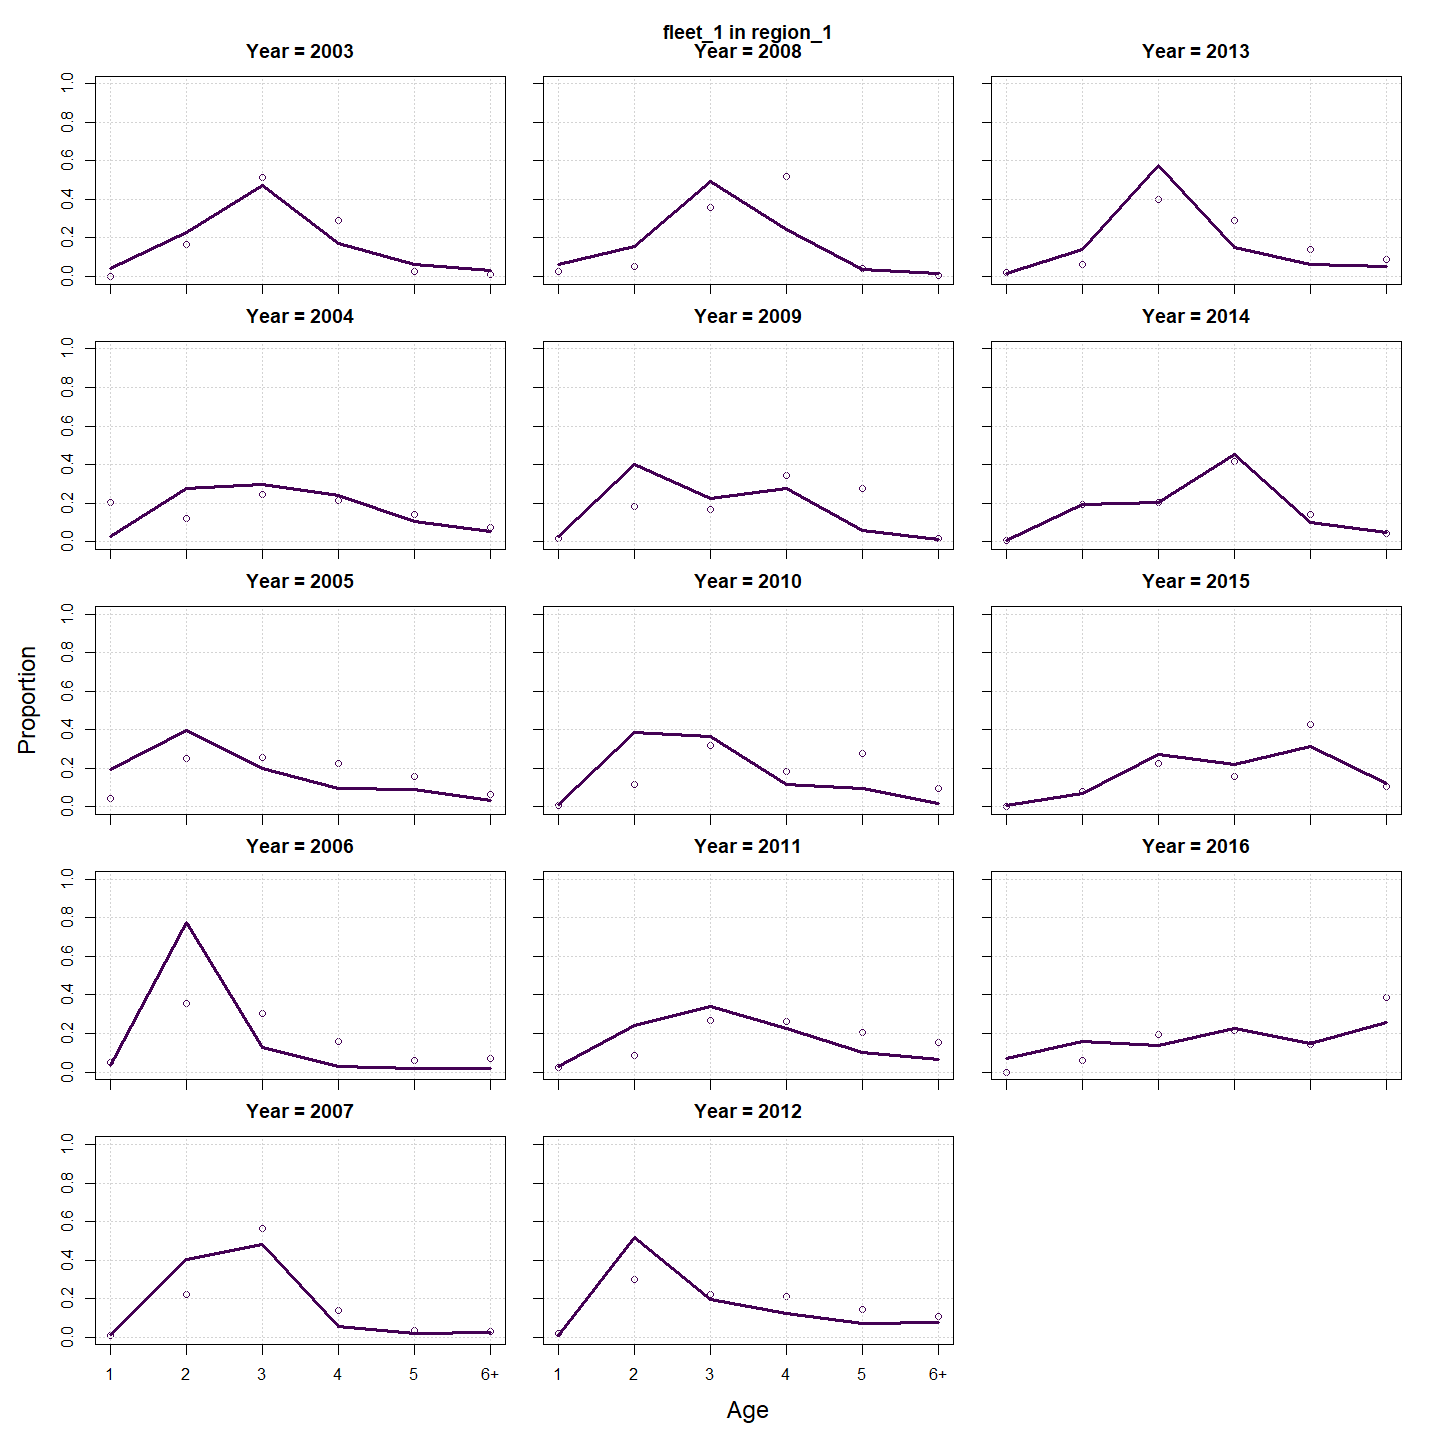 fleet_1 in region_1
Year = 2003
Year = 2008
Year = 2013
0.0 0.2 0.4 0.6 0.8 1.0
Year = 2004
Year = 2009
Year = 2014
0.0 0.2 0.4 0.6 0.8 1.0
Year = 2005
Year = 2010
Year = 2015
0.0 0.2 0.4 0.6 0.8 1.0
Proportion
Year = 2006
Year = 2011
Year = 2016
0.0 0.2 0.4 0.6 0.8 1.0
Year = 2007
Year = 2012
0.0 0.2 0.4 0.6 0.8 1.0
1 2 3 4 5 6+
1 2 3 4 5 6+
Age